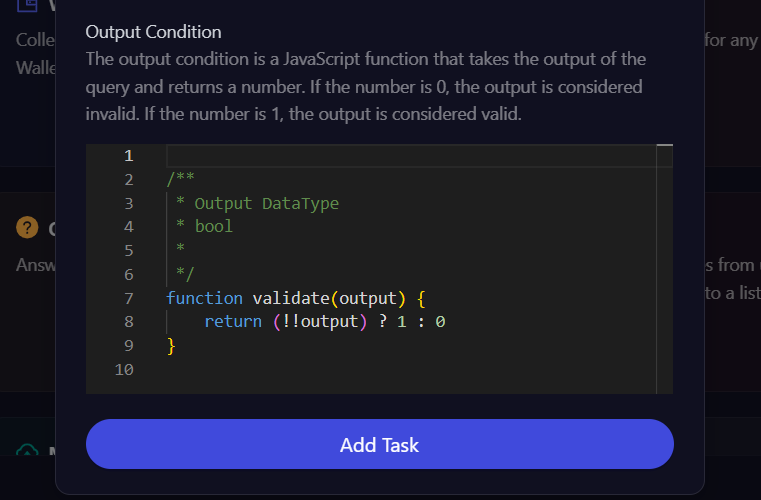 Output Condition
The output condition is a JavaScript function that takes the output of the
query and returns a number. If the number is 0, the output is considered
invalid. If the number is 1, the output is considered valid.
Colle
Walle
for any
1
2 /**
3 * Output DataType
4 * bool
5 *
6 */
7 function validate(output) {
8 return (!!output) ? 1 : 0
9 }
10
?
Answ
s from
to a list
Add Task